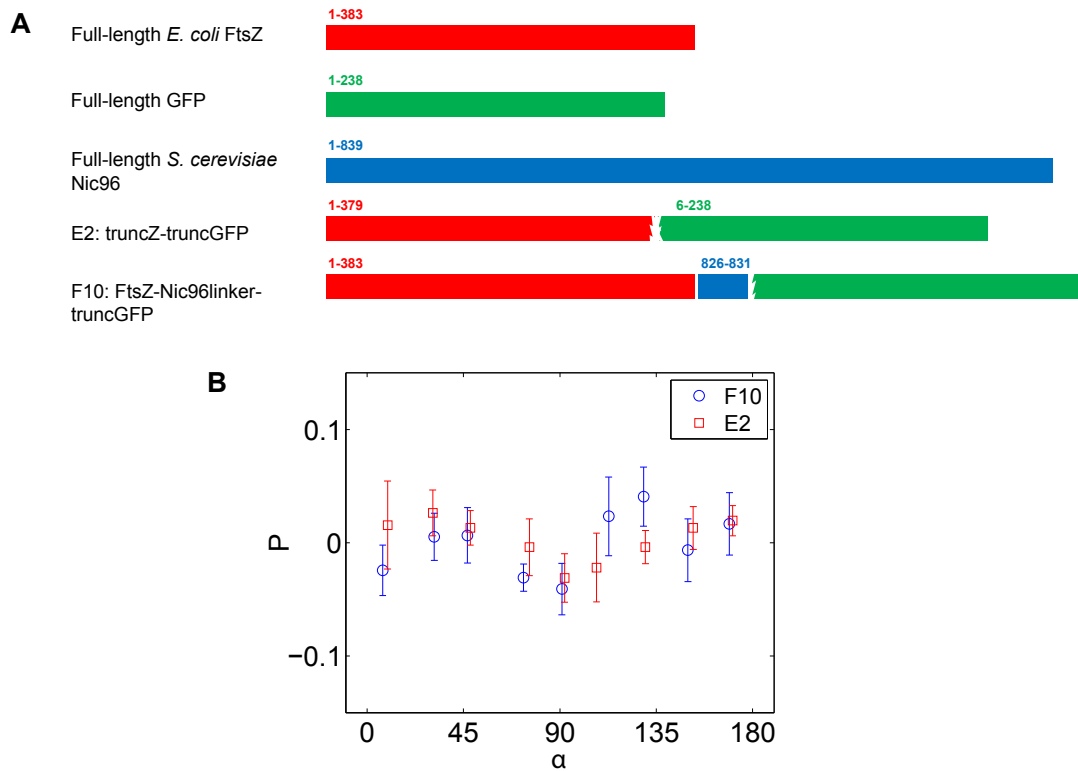 A
1-383
Full-length E. coli FtsZ
1-238
Full-length GFP
1-839
Full-length S. cerevisiae
Nic96
1-379 6-238
E2: truncZ-truncGFP
1-383 826-831
F10: FtsZ-Nic96linker-
truncGFP
B
F10
E2
0.1
0
−0.1
P
0 45 90 135 180
α